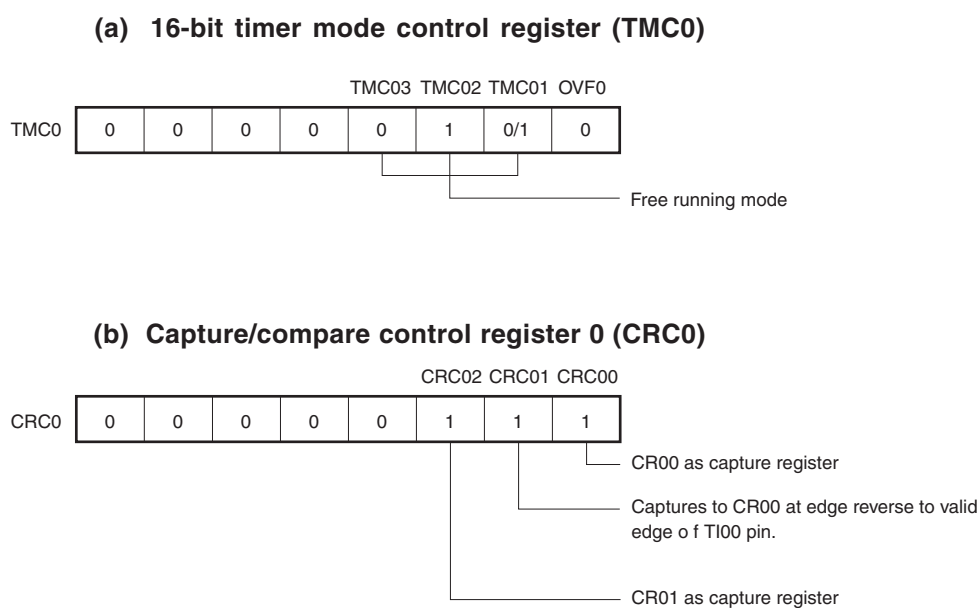 (a) 16-bit timer mode control register (TMC0)
TMC03 TMC02 TMC01 OVF0
TMC0 0 0 0 0 0 1 0/1 0
Free running mode
(b) Capture/compare control register 0 (CRC0)
CRC02 CRC01 CRC00
CRC0 0 0 0 0 0 1 1 1
CR00 as capture register
Captures to CR00 at edge reverse to valid
edge o f TI00 pin.
CR01 as capture register